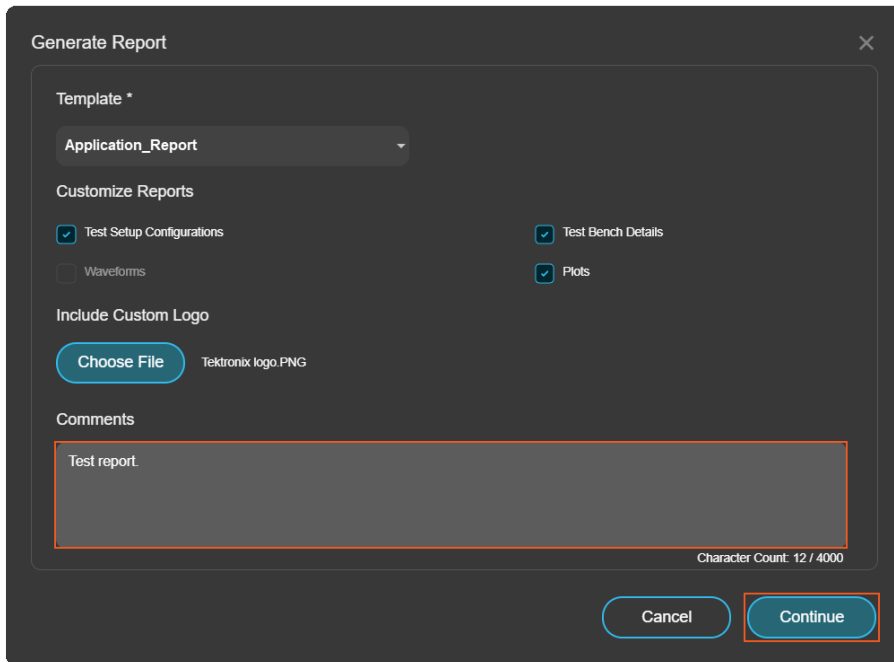 Generate Report
Template *
Application_Report
Customize Reports
Test Setup Configurations
Test Bench Details
Waveforms
Plots
Include Custom Logo
Choose File
Tektronix logo.PNG
Comments
Test report.
Character Count: 12 / 4000
Cancel
Continue